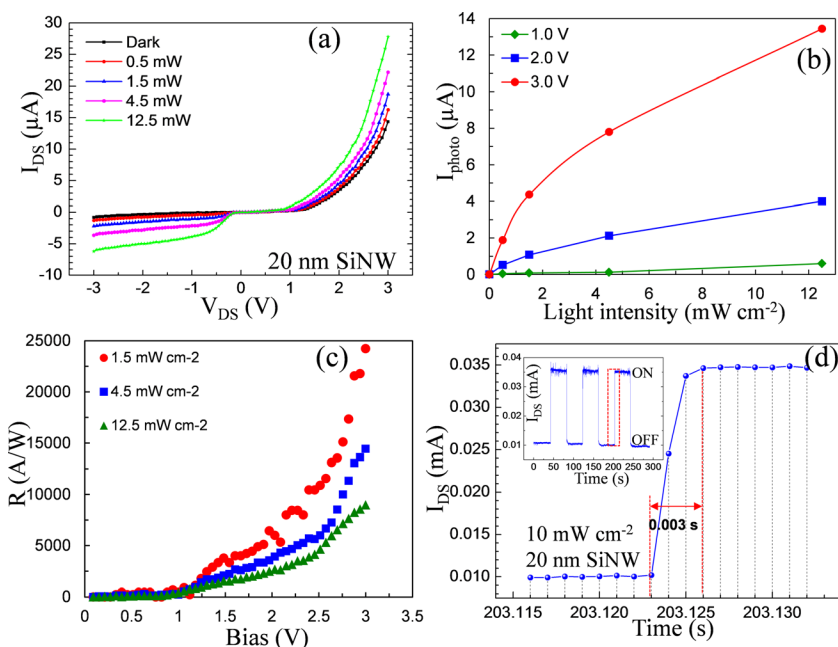 (a)
Dark
0.5 mW
1.5 mW
4.5 mW
12.5 mW
30
25
20
15
10
5
0
-5
10
I_DS (μA)
20 nm SiNW
-3 -2 -1 0 1 2 3
V_DS (V)
(b)
1.0 V
2.0 V
3.0 V
14
12
10
8
6
4
2
0
I_photo (μA)
0 2 4 6 8 10 12
Light intensity (mW cm-2)
(c)
1.5 mW cm-2
4.5 mW cm-2
12.5 mW cm-2
25000
20000
15000
10000
5000
0
R (A/W)
0 0.5 1 1.5 2 2.5 3 3.5
Bias (V)
(d)
0.035
0.030
0.025
0.020
0.015
0.010
I_DS (mA)
0.04
0.03
0.02
0.01
0.00
I_DS (mA)
ON
OFF
0 50 100 150 200 250 300
Time (s)
0.003 s
10 mW cm-2
20 nm SiNW
203.115 203.120 203.125 203.130
Time (s)